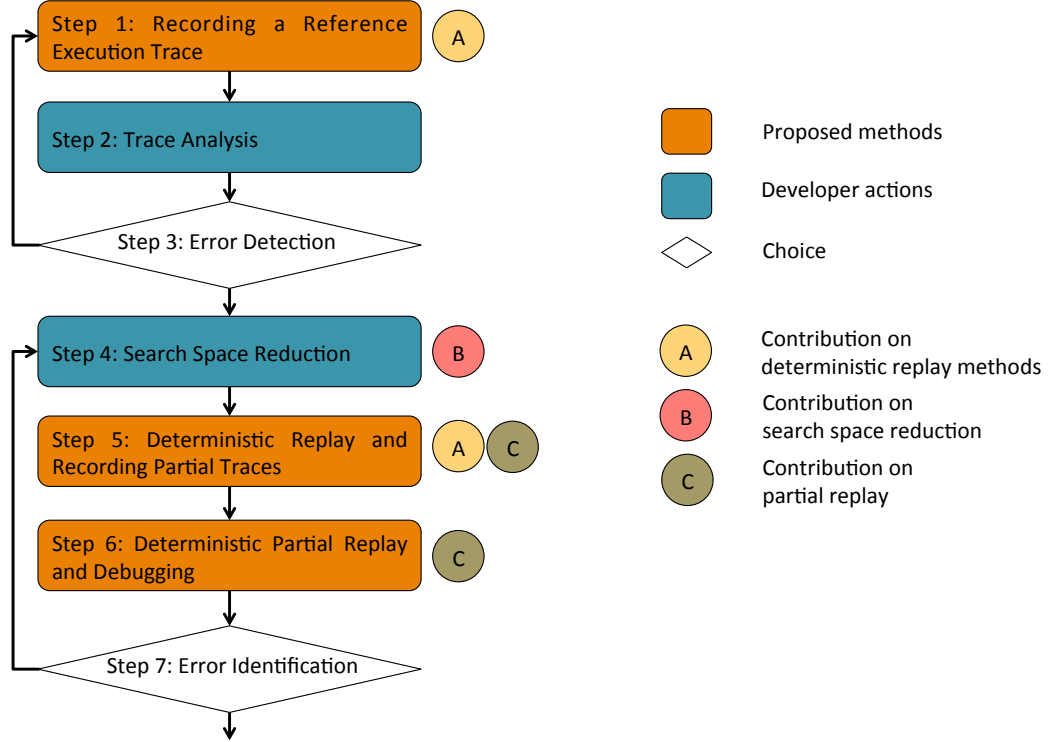 Step 1: Recording a Reference
Execution Trace
A
Step 2: Trace Analysis
Step 3: Error Detection
Step 4: Search Space Reduction
B
Step 5: Deterministic Replay and
Recording Partial Traces
A
C
Step 6: Deterministic Partial Replay
and Debugging
C
Step 7: Error Identification
Proposed methods
Developer actions
Choice
A
Contribution on
deterministic replay methods
B
Contribution on
search space reduction
C
Contribution on
partial replay